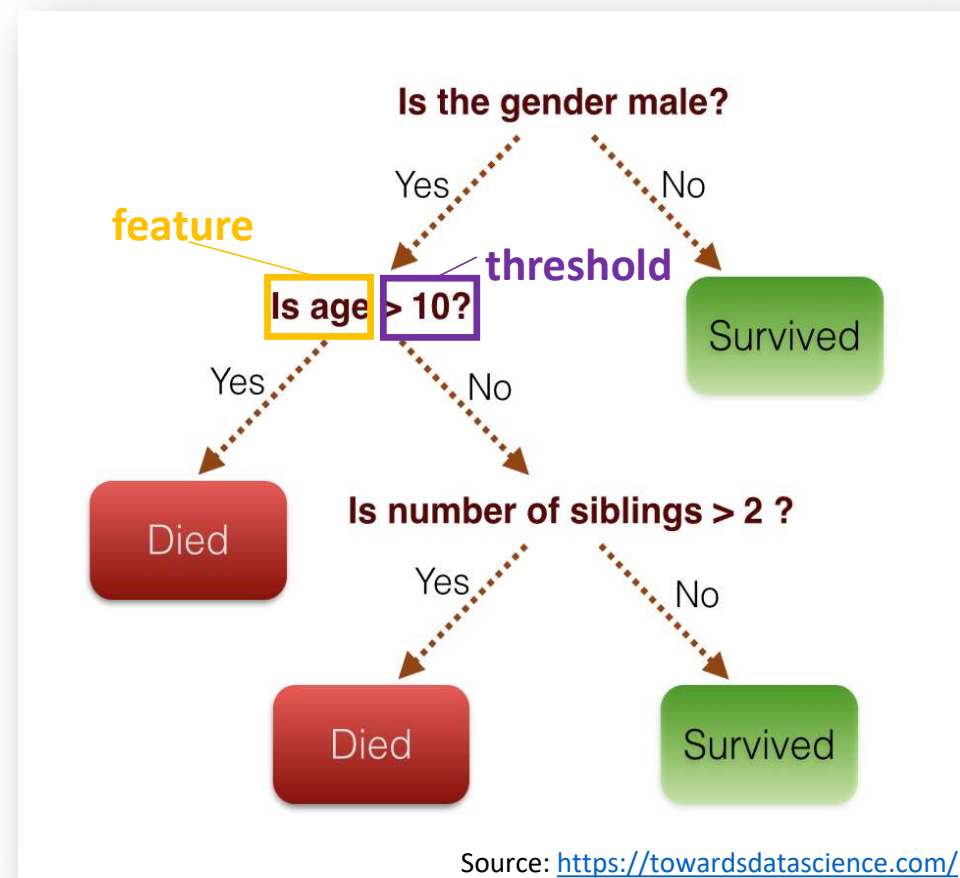 Is the gender male?
Yes
No
feature
threshold
Is age > 10?
Survived
Yes
No
Died
Is number of siblings > 2 ?
Yes
No
Died
Survived
Source: https://towardsdatascience.com/